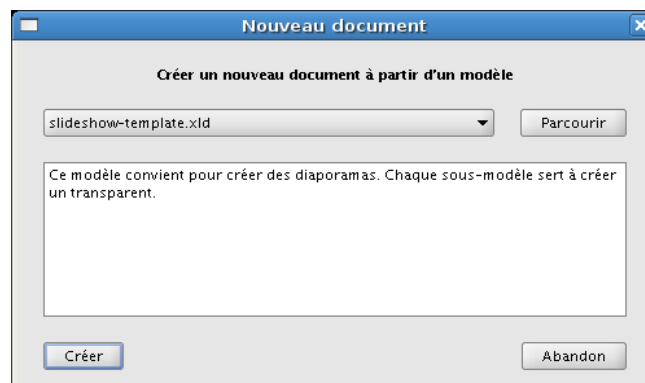 Nouveau document
Créer un nouveau document à partir d'un modèle
slideshow-template.xld
Parcourir
Ce modèle convient pour créer des diaporamas. Chaque sous-modèle sert à créer
un transparent.
Créer
Abandon